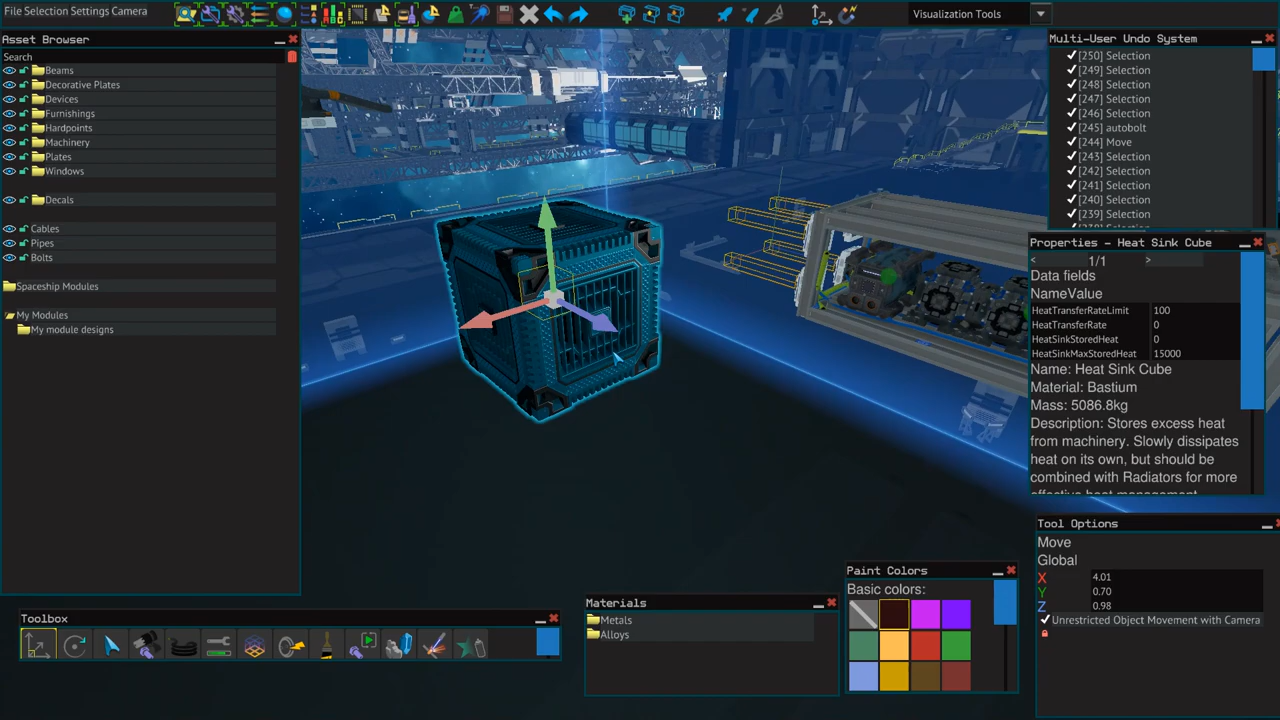 File Selection Settings Camera
Visualization Tools
Asset Browser
Search
Beams
Decorative Plates
Devices
Furnishings
Hardpoints
Machinery
Plates
Windows
Decals
Cables
Pipes
Bolts
Spaceship Modules
My Modules
My module designs
Multi-User Undo System
[250] Selection
[249] Selection
[248] Selection
[247] Selection
[246] Selection
[245] autobolt
[244] Move
[243] Selection
[242] Selection
[241] Selection
[240] Selection
[239] Selection
Properties - Heat Sink Cube
< 1/1 >
Data fields
NameValue
HeatTransferRateLimit 100
HeatTransferRate 0
HeatSinkStoredHeat 0
HeatSinkMaxStoredHeat 15000
Name: Heat Sink Cube
Material: Bastium
Mass: 5086.8kg
Description: Stores excess heat
from machinery. Slowly dissipates
heat on its own, but should be
combined with Radiators for more
effective heat management
Tool Options
Move
Global
X 4.01
Y 0.70
Z 0.98
Unrestricted Object Movement with Camera
Toolbox
Materials
Metals
Alloys
Paint Colors
Basic colors: